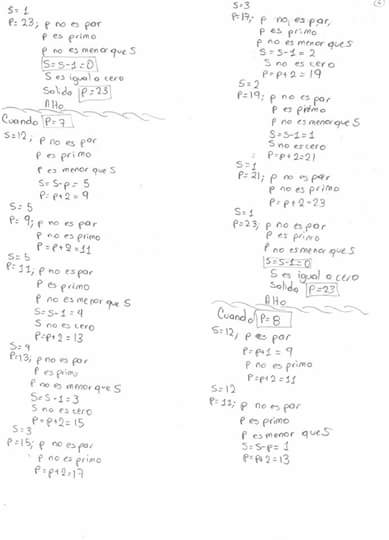 S=1
P=23; p no es par
p es primo
p no es menor que S
S=S-1=0
S es igual a cero
Salida p=23
Alto
Cuando p=7
S=12; p no es par
p es primo
p es menor que S
S=S-p=5
P=p+2=9
S=5
P=9; p no es par
p no es primo
P=p+2=11
S=5
P=11; p no es par
p es primo
p no es menor que S
S=S-1=4
S no es cero
P=p+2=13
S=4
P=13; p no es par
P es primo
P no es menor que S
S=S-1=3
S no es cero
P=p+2=15
S=3
p=15; p no es par
p no es primo
P=p+2=17
S=3
P=17; p no es par,
p es primo
p no es menor que S
S=S-1=2
S no es cero
P=p+2=19
S=2
P=19; p no es par
p es primo
p no es menor que S
S=S-1=1
S no es cero
P=p+2=21
S=1
P=21; p no es par
p no es primo
P=p+2=23
S=1
P=23; p no es par
p es primo
p no es menor que S
S=S-1=0
S es igual a cero
Salida p=23
Alto
Cuando P=8
S=12; p es par
P=p+1=9
p no es primo
P=p+2=11
S=12
P=11; p no es par
p es primo
P es menor que S
S=S-p=1
P=p+2=13